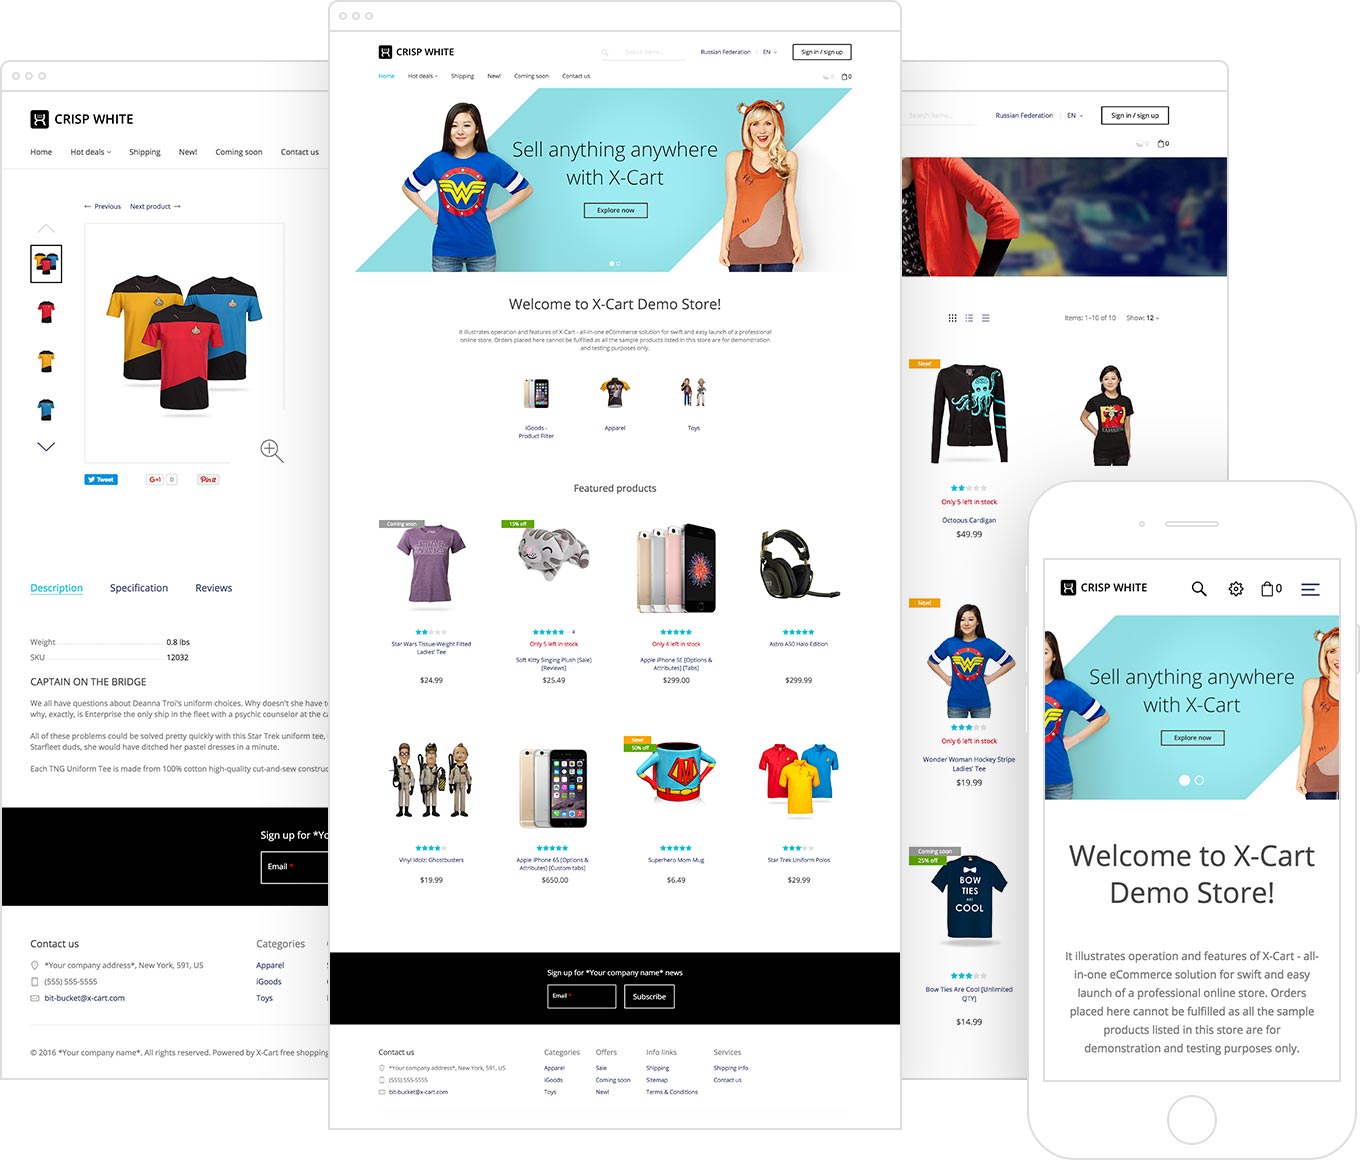 CRISP WHITE
Home Hot deals Shipping New! Coming soon Contact us
← Previous Next product →
Tweet
G+1 0
Pin it
Description Specification Reviews
Weight 0.8 lbs
SKU 12032
CAPTAIN ON THE BRIDGE
We all have questions about Deanna Troi's uniform choices. Why doesn't she have t
why, exactly, is Enterprise the only ship in the fleet with a psychic counselor at the ca
All of these problems could be solved pretty quickly with this Star Trek uniform tee,
Starfleet duds, she would have ditched her pastel dresses in a minute.
Each TNG Uniform Tee is made from 100% cotton high-quality cut-and-sew construc
Sign up for *Yo
Email *
Contact us
*Your company address*, New York, 591, US
(555) 555-5555
bit-bucket@x-cart.com
Categories
Apparel
iGoods
Toys
© 2016 *Your company name*. All rights reserved. Powered by X-Cart free shopping
CRISP WHITE
Search items...
Russian Federation EN
Sign in / sign up
Home Hot deals Shipping New! Coming soon Contact us
0 0
Sell anything anywhere
with X-Cart
Explore now
Welcome to X-Cart Demo Store!
It illustrates operation and features of X-Cart - all-in-one eCommerce solution for swift and easy launch of a professional
online store. Orders placed here cannot be fulfilled as all the sample products listed in this store are for demonstration
and testing purposes only.
iGoods -
Product Filter
Apparel
Toys
Featured products
Coming soon
STAR
WARS
Star Wars Tissue-Weight Fitted
Ladies' Tee
$24.99
15% off
4
Only 5 left in stock
Soft Kitty Singing Plush [Sale]
[Reviews]
$25.49
Only 6 left in stock
Apple iPhone SE [Options &
Attributes] [Tabs]
$299.00
Astro A50 Halo Edition
$299.99
Vinyl Idolz: Ghostbusters
$19.99
Apple iPhone 6S [Options &
Attributes] [Custom tabs]
$650.00
New!
50% off
M
Superhero Mom Mug
$6.49
Star Trek Uniform Polos
$29.99
Sign up for *Your company name* news
Email *
Subscribe
Contact us
*Your company address*, New York, 591, US
(555) 555-5555
bit-bucket@x-cart.com
Categories
Apparel
iGoods
Toys
Offers
Sale
Coming soon
New!
Info links
Shipping
Sitemap
Terms & Conditions
Services
Shipping info
Contact us
Search items...
Russian Federation EN
Sign in / sign up
0 0
Items: 1–10 of 10 Show: 12
New!
Only 5 left in stock
Octopus Cardigan
$49.99
New!
Only 6 left in stock
Wonder Woman Hockey Stripe
Ladies' Tee
$19.99
Coming soon
25% off
BOW
TIES
ARE
COOL
Bow Ties Are Cool [Unlimited
QTY]
$14.99
CRISP WHITE
0
Sell anything anywhere
with X-Cart
Explore now
Welcome to X-Cart
Demo Store!
It illustrates operation and features of X-Cart - all-
in-one eCommerce solution for swift and easy
launch of a professional online store. Orders
placed here cannot be fulfilled as all the sample
products listed in this store are for
demonstration and testing purposes only.